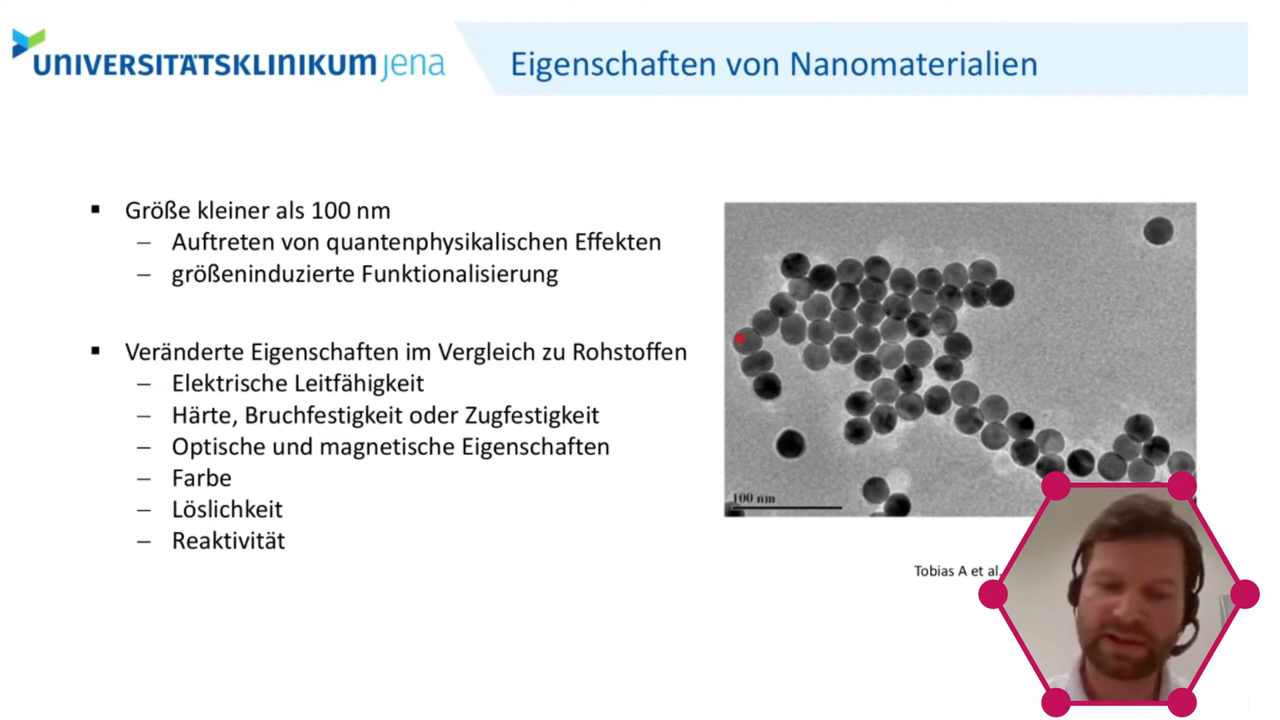 UNIVERSITÄTSKLINIKUM jena
Eigenschaften von Nanomaterialien
▪ Größe kleiner als 100 nm
– Auftreten von quantenphysikalischen Effekten
– größeninduzierte Funktionalisierung
▪ Veränderte Eigenschaften im Vergleich zu Rohstoffen
– Elektrische Leitfähigkeit
– Härte, Bruchfestigkeit oder Zugfestigkeit
– Optische und magnetische Eigenschaften
– Farbe
– Löslichkeit
– Reaktivität
100 nm
Tobias A et al.